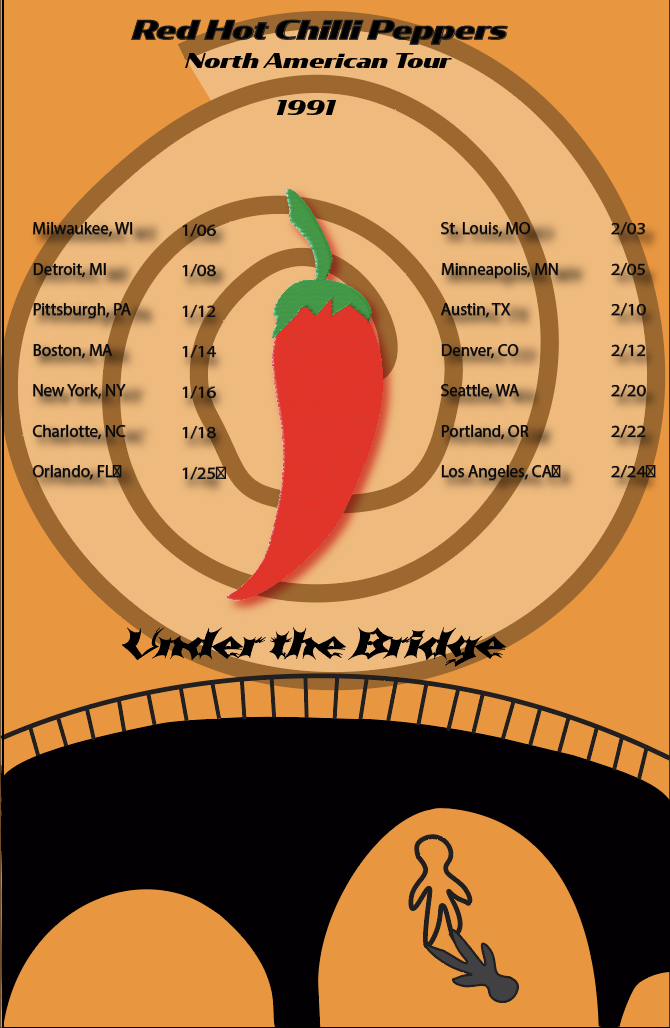 Red Hot Chilli Peppers
North American Tour
1991
Milwaukee, WI 1/06
Detroit, MI 1/08
Pittsburgh, PA 1/12
Boston, MA 1/14
New York, NY 1/16
Charlotte, NC 1/18
Orlando, FL 1/25
St. Louis, MO 2/03
Minneapolis, MN 2/05
Austin, TX 2/10
Denver, CO 2/12
Seattle, WA 2/20
Portland, OR 2/22
Los Angeles, CA 2/24
Under the Bridge